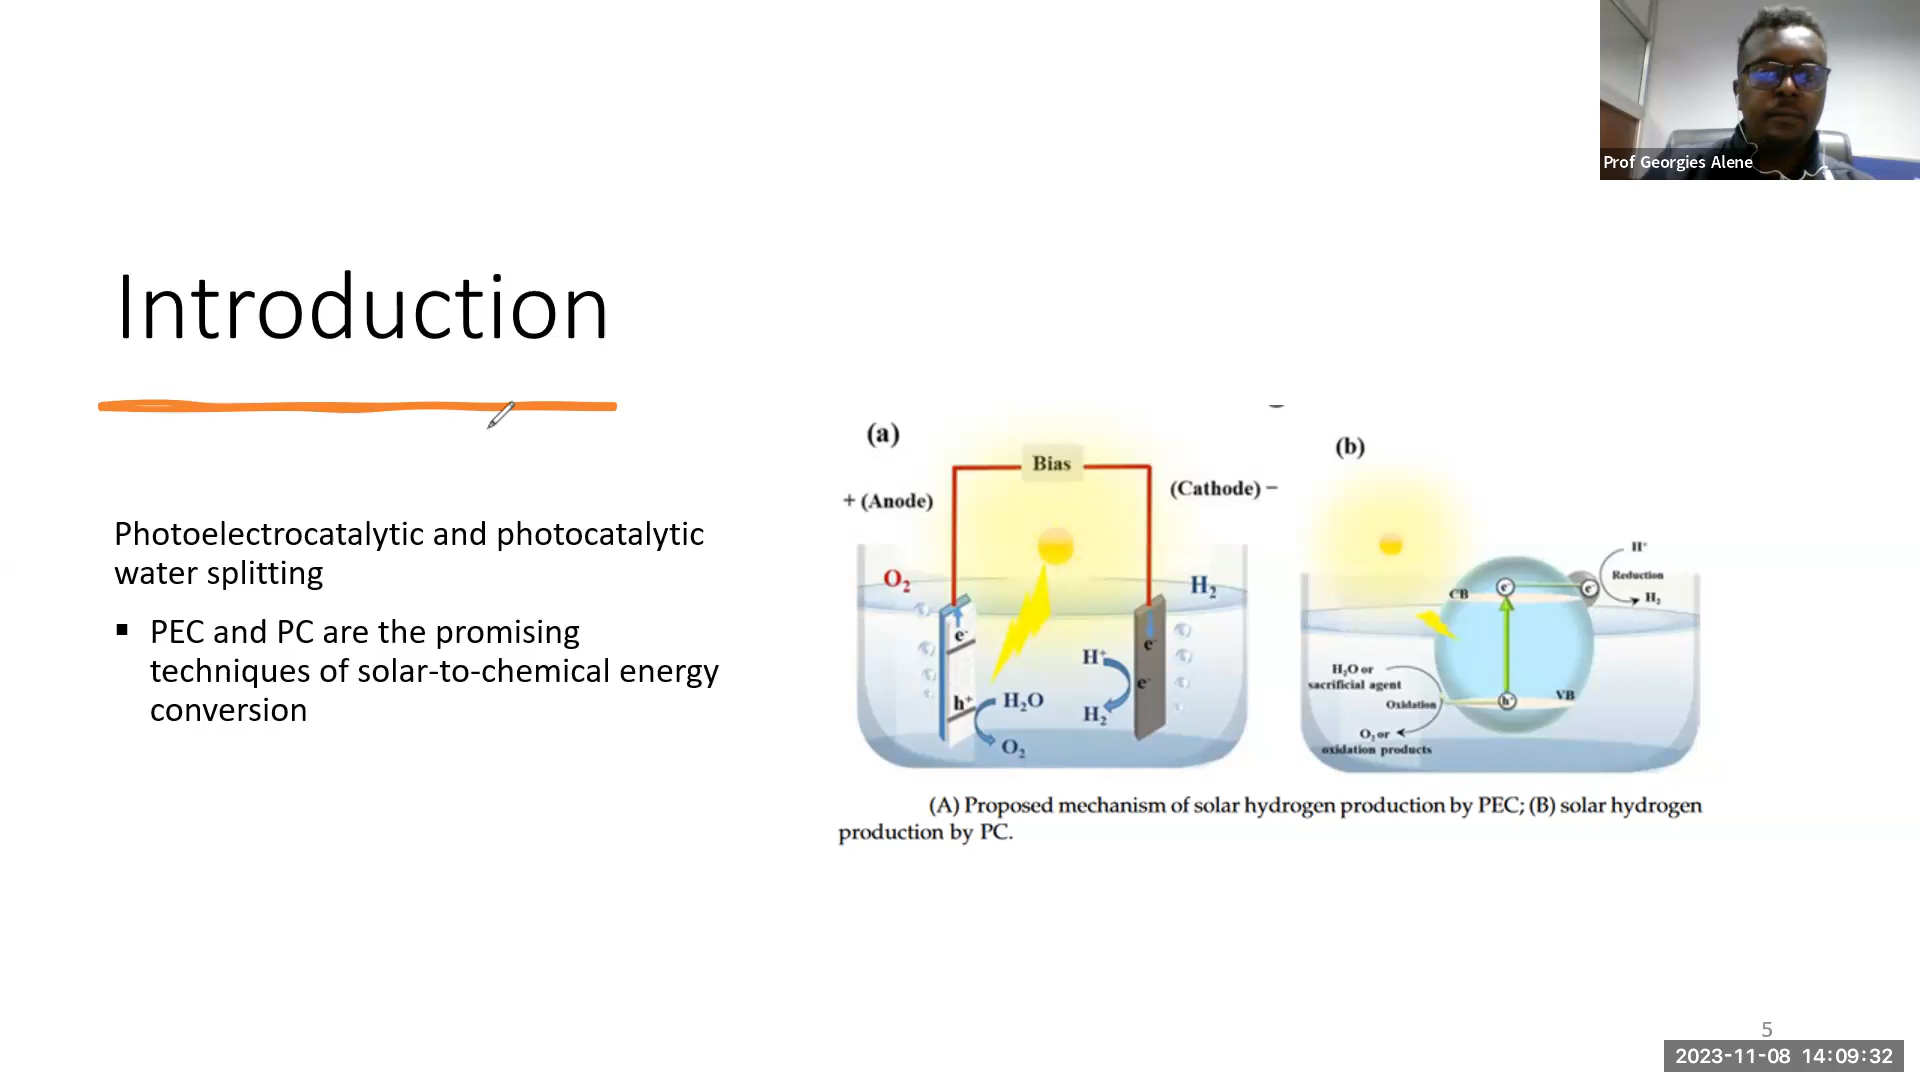 Prof Georgies Alene
Introduction
Photoelectrocatalytic and photocatalytic
water splitting
▪ PEC and PC are the promising
techniques of solar-to-chemical energy
conversion
(a)
Bias
+ (Anode)
(Cathode) −
O₂
H₂
e⁻
h⁺
H₂O
O₂
H⁺
H₂
e⁻
e⁻
(b)
H⁺
Reduction
H₂
CB
e⁻
e⁻
H₂O or
sacrificial agent
Oxidation
h⁺
VB
O₂ or
oxidation products
(A) Proposed mechanism of solar hydrogen production by PEC; (B) solar hydrogen
production by PC.
5
2023-11-08 14:09:32